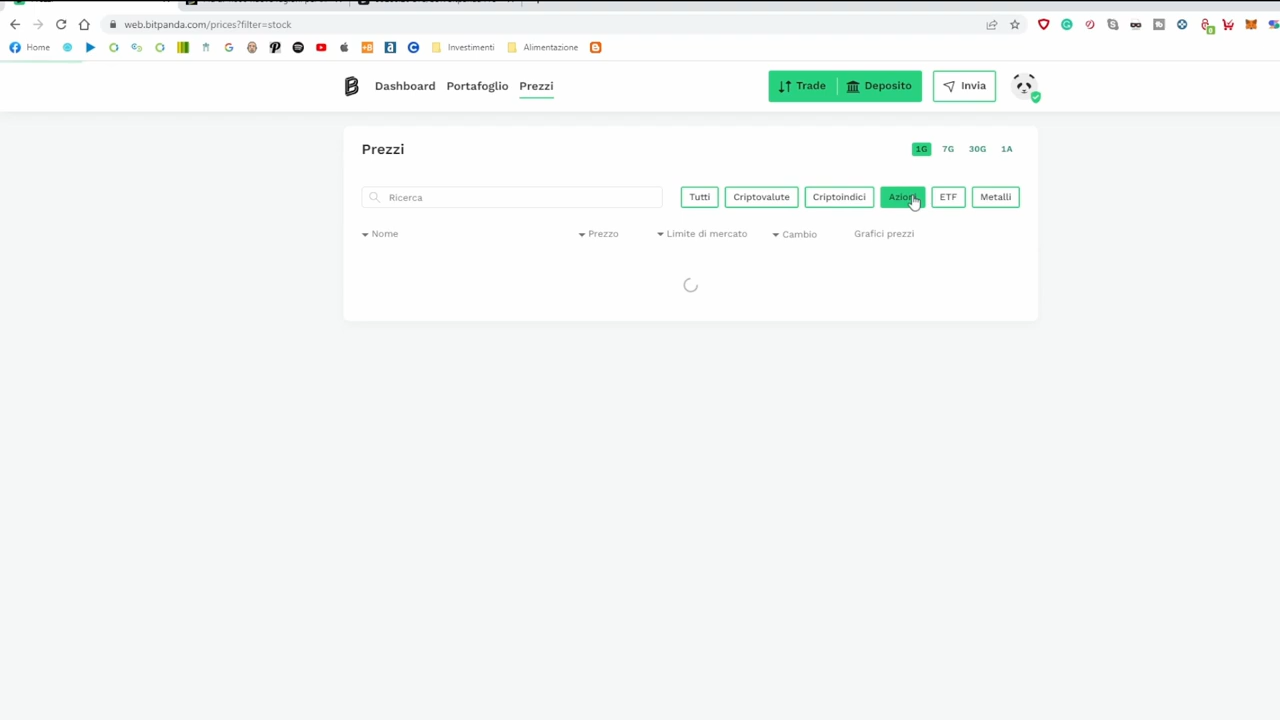 web.bitpanda.com/prices?filter=stock
Home
Investimenti
Alimentazione
Dashboard Portafoglio Prezzi
Trade Deposito Invia
Prezzi
1G 7G 30G 1A
Ricerca
Tutti Criptovalute Criptoindici Azioni ETF Metalli
Nome Prezzo Limite di mercato Cambio Grafici prezzi